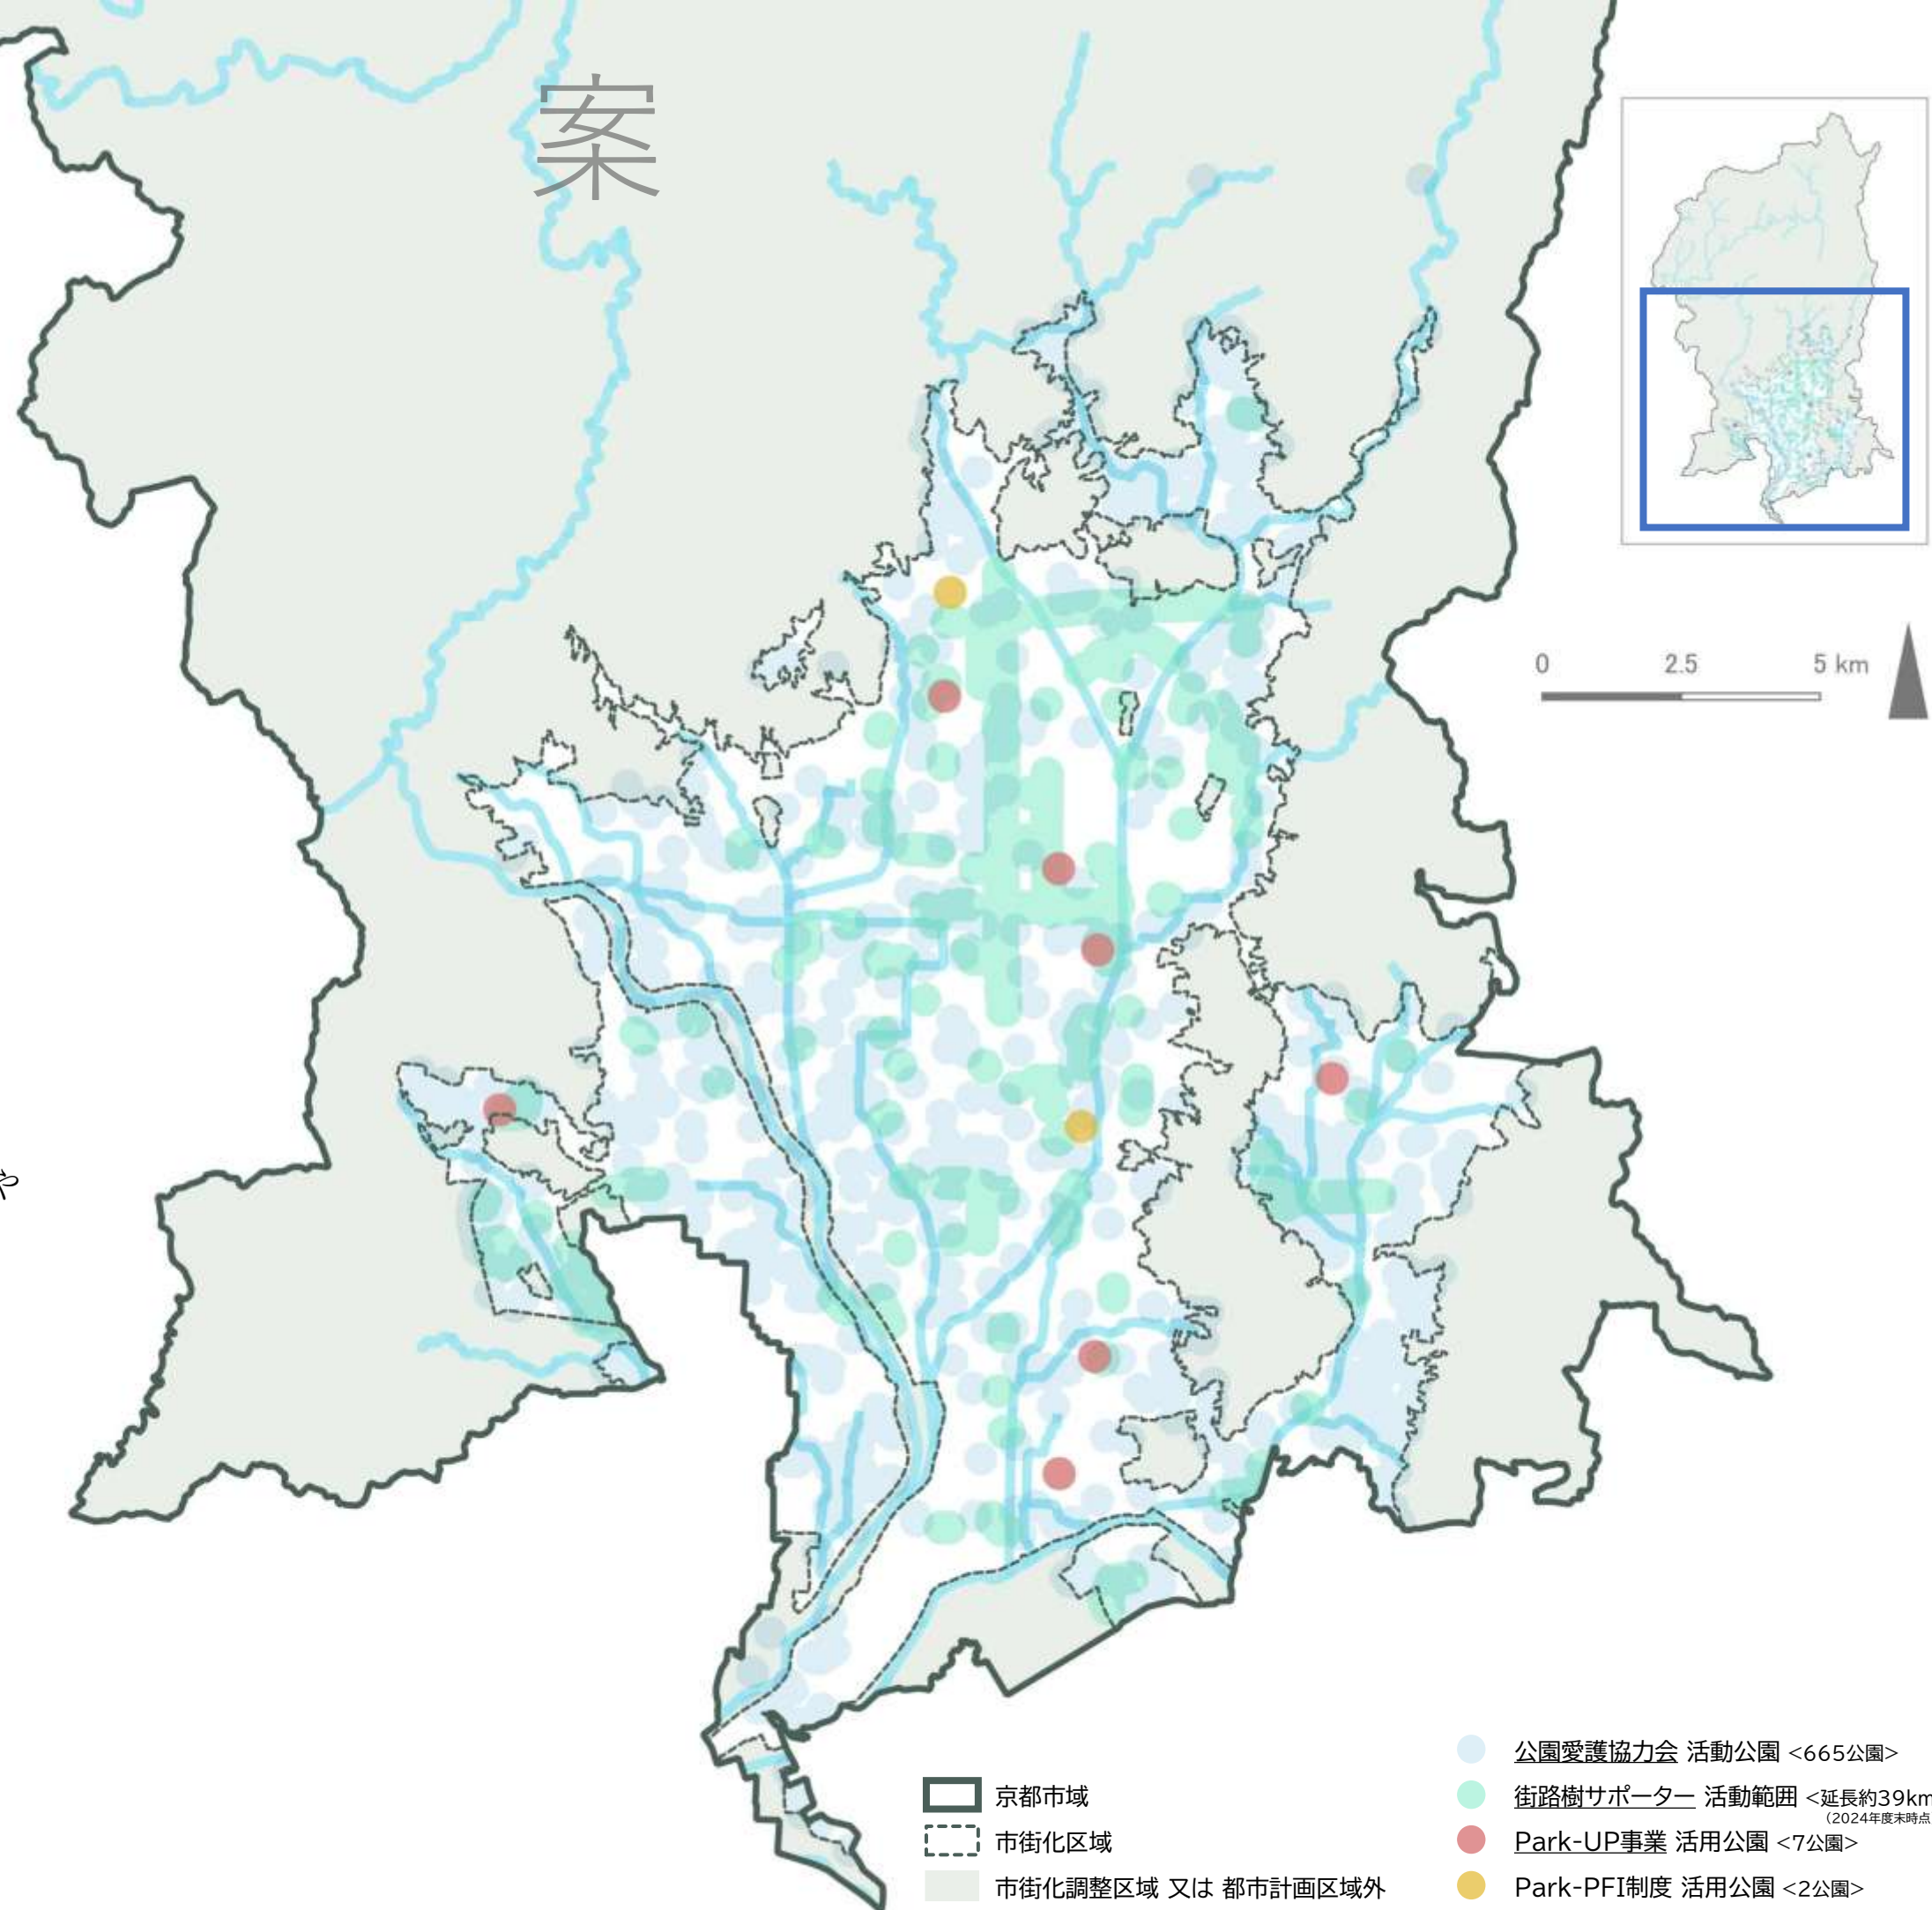 案
0 2.5 5 km
や
京都市域
市街化区域
市街化調整区域 又は 都市計画区域外
公園愛護協力会 活動公園 <665公園>
街路樹サポーター 活動範囲 <延長約39km
(2024年度末時点
Park-UP事業 活用公園 <7公園>
Park-PFI制度 活用公園 <2公園>